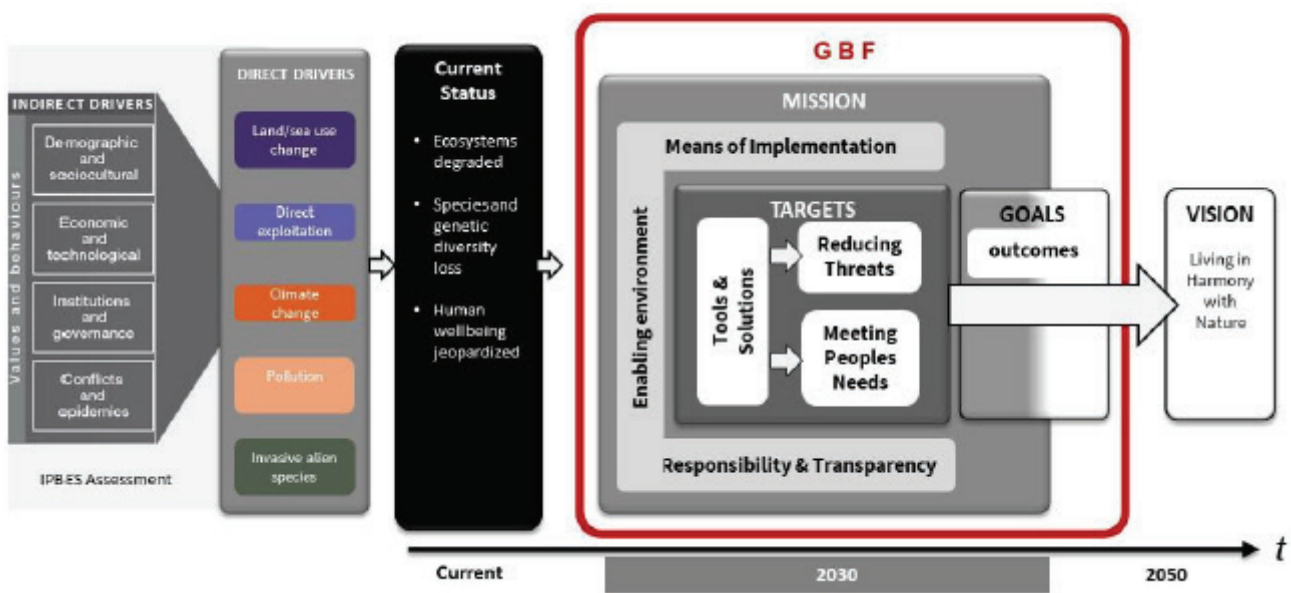 INDIRECT DRIVERS
Values and behaviours
Demographic
and
sociocultural
Economic
and
technological
Institutions
and
governance
Conflicts
and
epidemics
IPBES Assessment
DIRECT DRIVERS
Land/sea use
change
Direct
exploitation
Climate
change
Pollution
Invasive alien
species
Current
Status
• Ecosystems
degraded
• Species and
genetic
diversity
loss
• Human
wellbeing
jeopardized
GBF
MISSION
Means of Implementation
Enabling environment
Responsibility & Transparency
TARGETS
Tools &
Solutions
Reducing
Threats
Meeting
Peoples
Needs
GOALS
outcomes
VISION
Living in
Harmony
with
Nature
t
Current
2030
2050